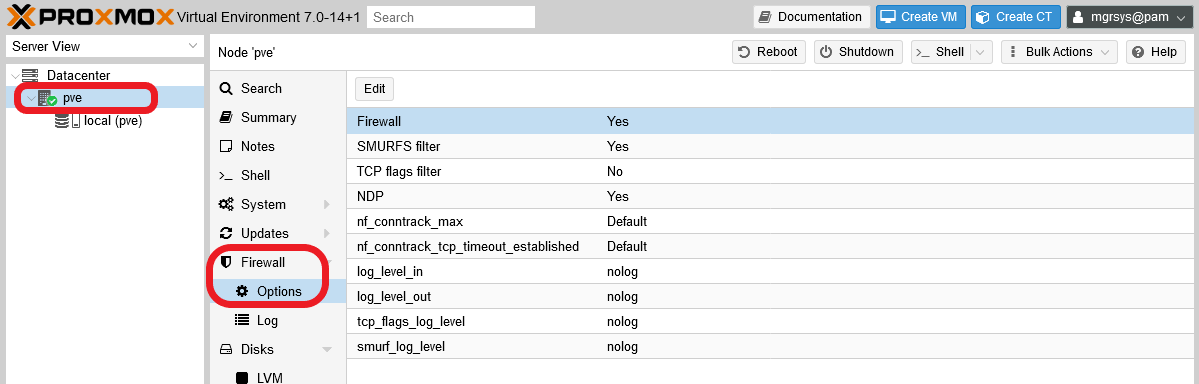 PROXMOX Virtual Environment 7.0-14+1 Search Documentation Create VM Create CT mgrsys@pam
Server View
Node 'pve' Reboot Shutdown >_ Shell Bulk Actions Help
Datacenter
pve
local (pve)
Search
Summary
Notes
>_ Shell
System
Updates
Firewall
Options
Log
Disks
LVM
Edit
Firewall Yes
SMURFS filter Yes
TCP flags filter No
NDP Yes
nf_conntrack_max Default
nf_conntrack_tcp_timeout_established Default
log_level_in nolog
log_level_out nolog
tcp_flags_log_level nolog
smurf_log_level nolog